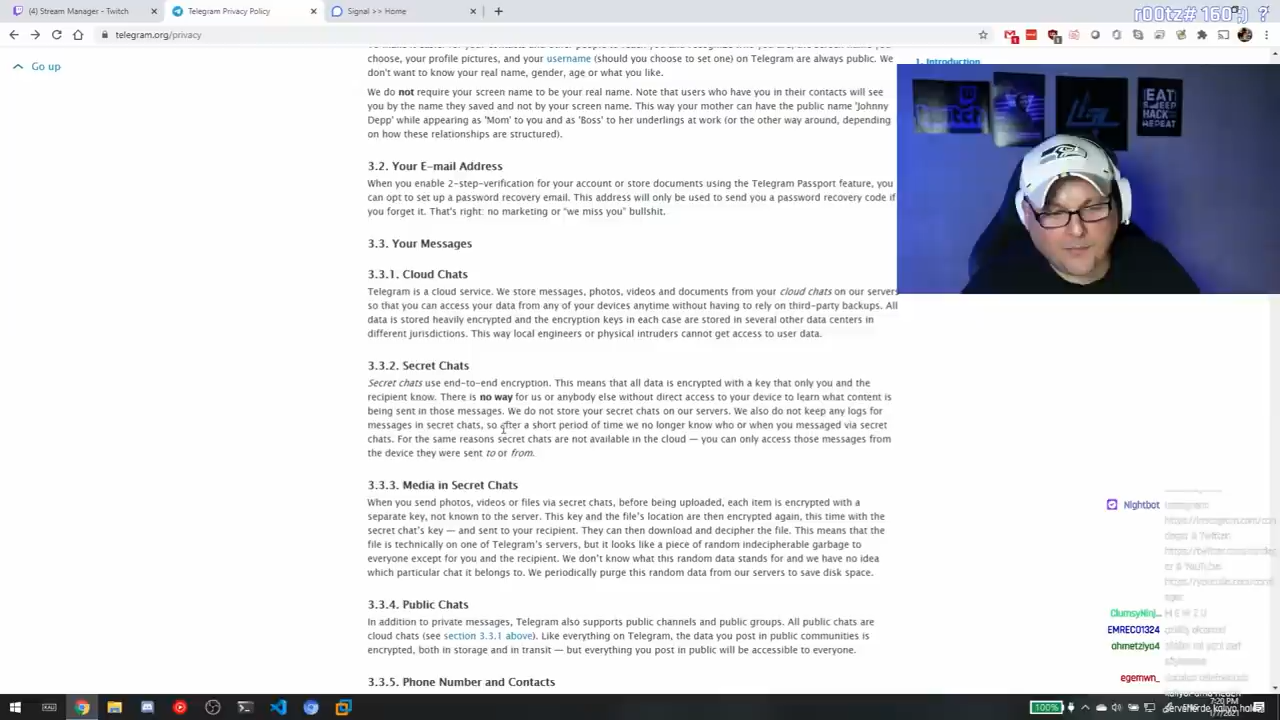 (4) Stream Manager - Twitch
Telegram Privacy Policy
Signal >> Home
r00tz# 160 ;) ?
telegram.org/privacy
Go up
choose, your profile pictures, and your username (should you choose to set one) on Telegram are always public. We
don't want to know your real name, gender, age or what you like.
1. Introduction
We do not require your screen name to be your real name. Note that users who have you in their contacts will see
you by the name they saved and not by your screen name. This way your mother can have the public name 'Johnny
Depp' while appearing as 'Mom' to you and as 'Boss' to her underlings at work (or the other way around, depending
on how these relationships are structured).
EAT
SLEEP
HACK
REPEAT
3.2. Your E-mail Address
When you enable 2-step-verification for your account or store documents using the Telegram Passport feature, you
can opt to set up a password recovery email. This address will only be used to send you a password recovery code if
you forget it. That's right: no marketing or “we miss you” bullshit.
3.3. Your Messages
3.3.1. Cloud Chats
Telegram is a cloud service. We store messages, photos, videos and documents from your cloud chats on our servers
so that you can access your data from any of your devices anytime without having to rely on third-party backups. All
data is stored heavily encrypted and the encryption keys in each case are stored in several other data centers in
different jurisdictions. This way local engineers or physical intruders cannot get access to user data.
3.3.2. Secret Chats
Secret chats use end-to-end encryption. This means that all data is encrypted with a key that only you and the
recipient know. There is no way for us or anybody else without direct access to your device to learn what content is
being sent in those messages. We do not store your secret chats on our servers. We also do not keep any logs for
messages in secret chats, so after a short period of time we no longer know who or when you messaged via secret
chats. For the same reasons secret chats are not available in the cloud — you can only access those messages from
the device they were sent to or from.
3.3.3. Media in Secret Chats
When you send photos, videos or files via secret chats, before being uploaded, each item is encrypted with a
separate key, not known to the server. This key and the file's location are then encrypted again, this time with the
secret chat's key — and sent to your recipient. They can then download and decipher the file. This means that the
file is technically on one of Telegram's servers, but it looks like a piece of random indecipherable garbage to
everyone except for you and the recipient. We don't know what this random data stands for and we have no idea
which particular chat it belongs to. We periodically purge this random data from our servers to save disk space.
3.3.4. Public Chats
In addition to private messages, Telegram also supports public channels and public groups. All public chats are
cloud chats (see section 3.3.1 above). Like everything on Telegram, the data you post in public communities is
encrypted, both in storage and in transit — but everything you post in public will be accessible to everyone.
3.3.5. Phone Number and Contacts
Nightbot
ClumsyNinj...
EMREC01324
ahmetziya4
egemwn_
100%
7:20 PM